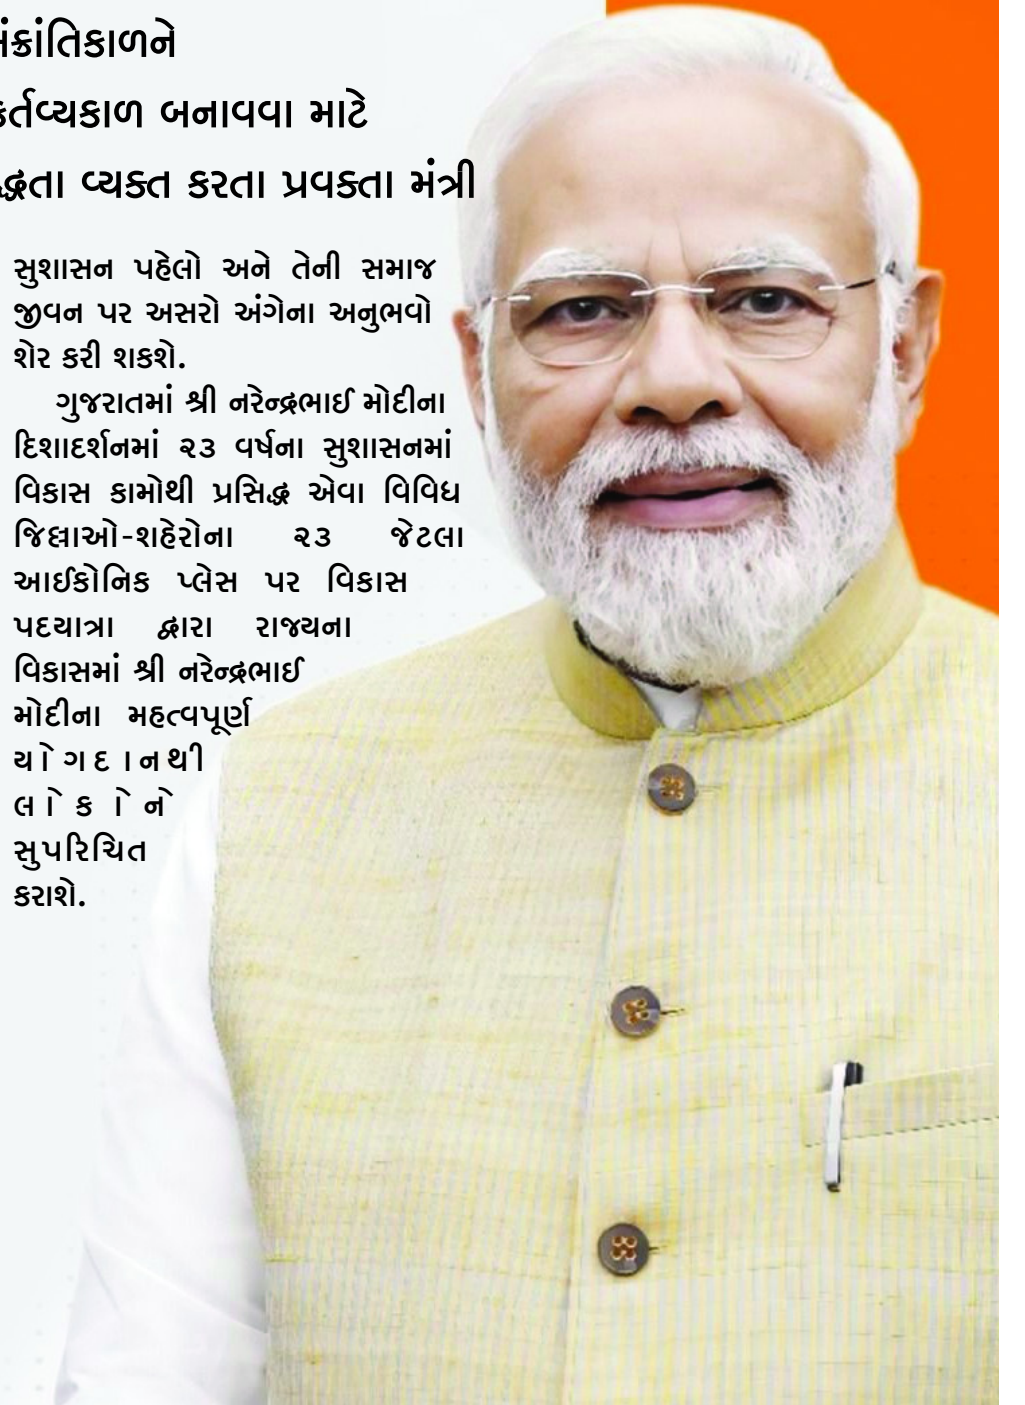 સંક્રાંતિકાળને
કર્તવ્યકાળ બનાવવા માટે
વ્યક્ત કરતા પ્રવક્તા મંત્રી
સુશાસન પહેલો અને તેની સમાજ
જીવન પર અસરો અંગેના અનુભવો
શેર કરી શકશે.
ગુજરાતમાં શ્રી નરેન્દ્રભાઈ મોદીના
દિશાદર્શનમાં ૨૩ વર્ષના સુશાસનમાં
વિકાસ કામોથી પ્રસિદ્ધ એવા વિવિધ
જિલ્લાઓ-શહેરોના ૨૩ જેટલા
આઈકોનિક પ્લેસ પર વિકાસ
પદયાત્રા દ્વારા રાજ્યના
વિકાસમાં શ્રી નરેન્દ્રભાઈ
મોદીના મહત્વપૂર્ણ
યોગદાનથી
લોકોને
સુપરિચિત
કરાશે.